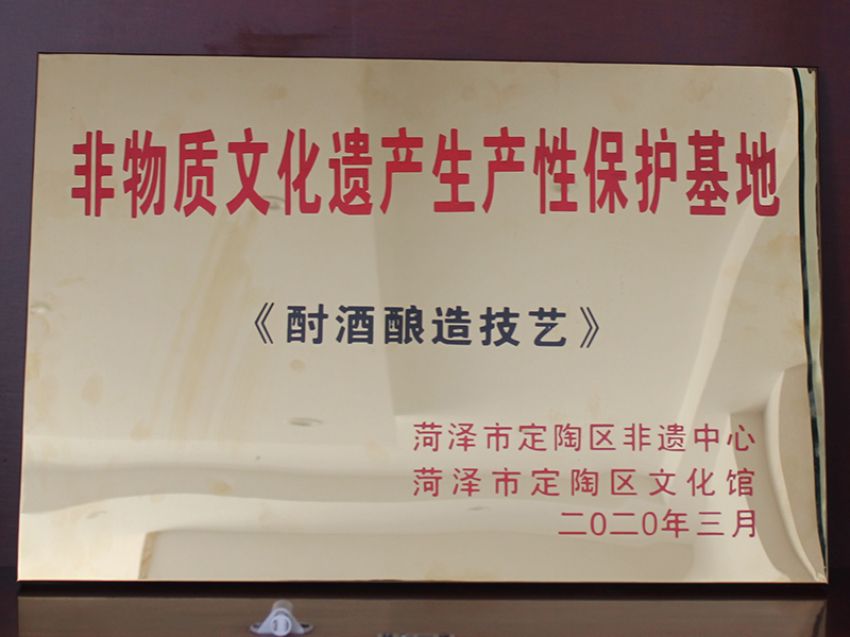 非物质文化遗产生产性保护基地
《酎酒酿造技艺》
菏泽市定陶区非遗中心
菏泽市定陶区文化馆
二0二0年三月